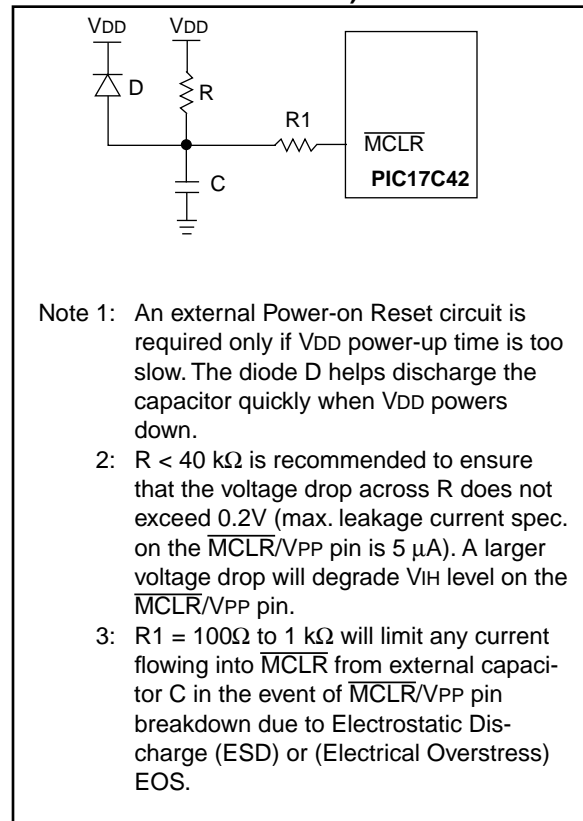 VDD VDD
D
R
R1
MCLR
PIC17C42
C
Note 1: An external Power-on Reset circuit is
required only if VDD power-up time is too
slow. The diode D helps discharge the
capacitor quickly when VDD powers
down.
2: R < 40 kΩ is recommended to ensure
that the voltage drop across R does not
exceed 0.2V (max. leakage current spec.
on the MCLR/VPP pin is 5 μA). A larger
voltage drop will degrade VIH level on the
MCLR/VPP pin.
3: R1 = 100Ω to 1 kΩ will limit any current
flowing into MCLR from external capaci-
tor C in the event of MCLR/VPP pin
breakdown due to Electrostatic Dis-
charge (ESD) or (Electrical Overstress)
EOS.